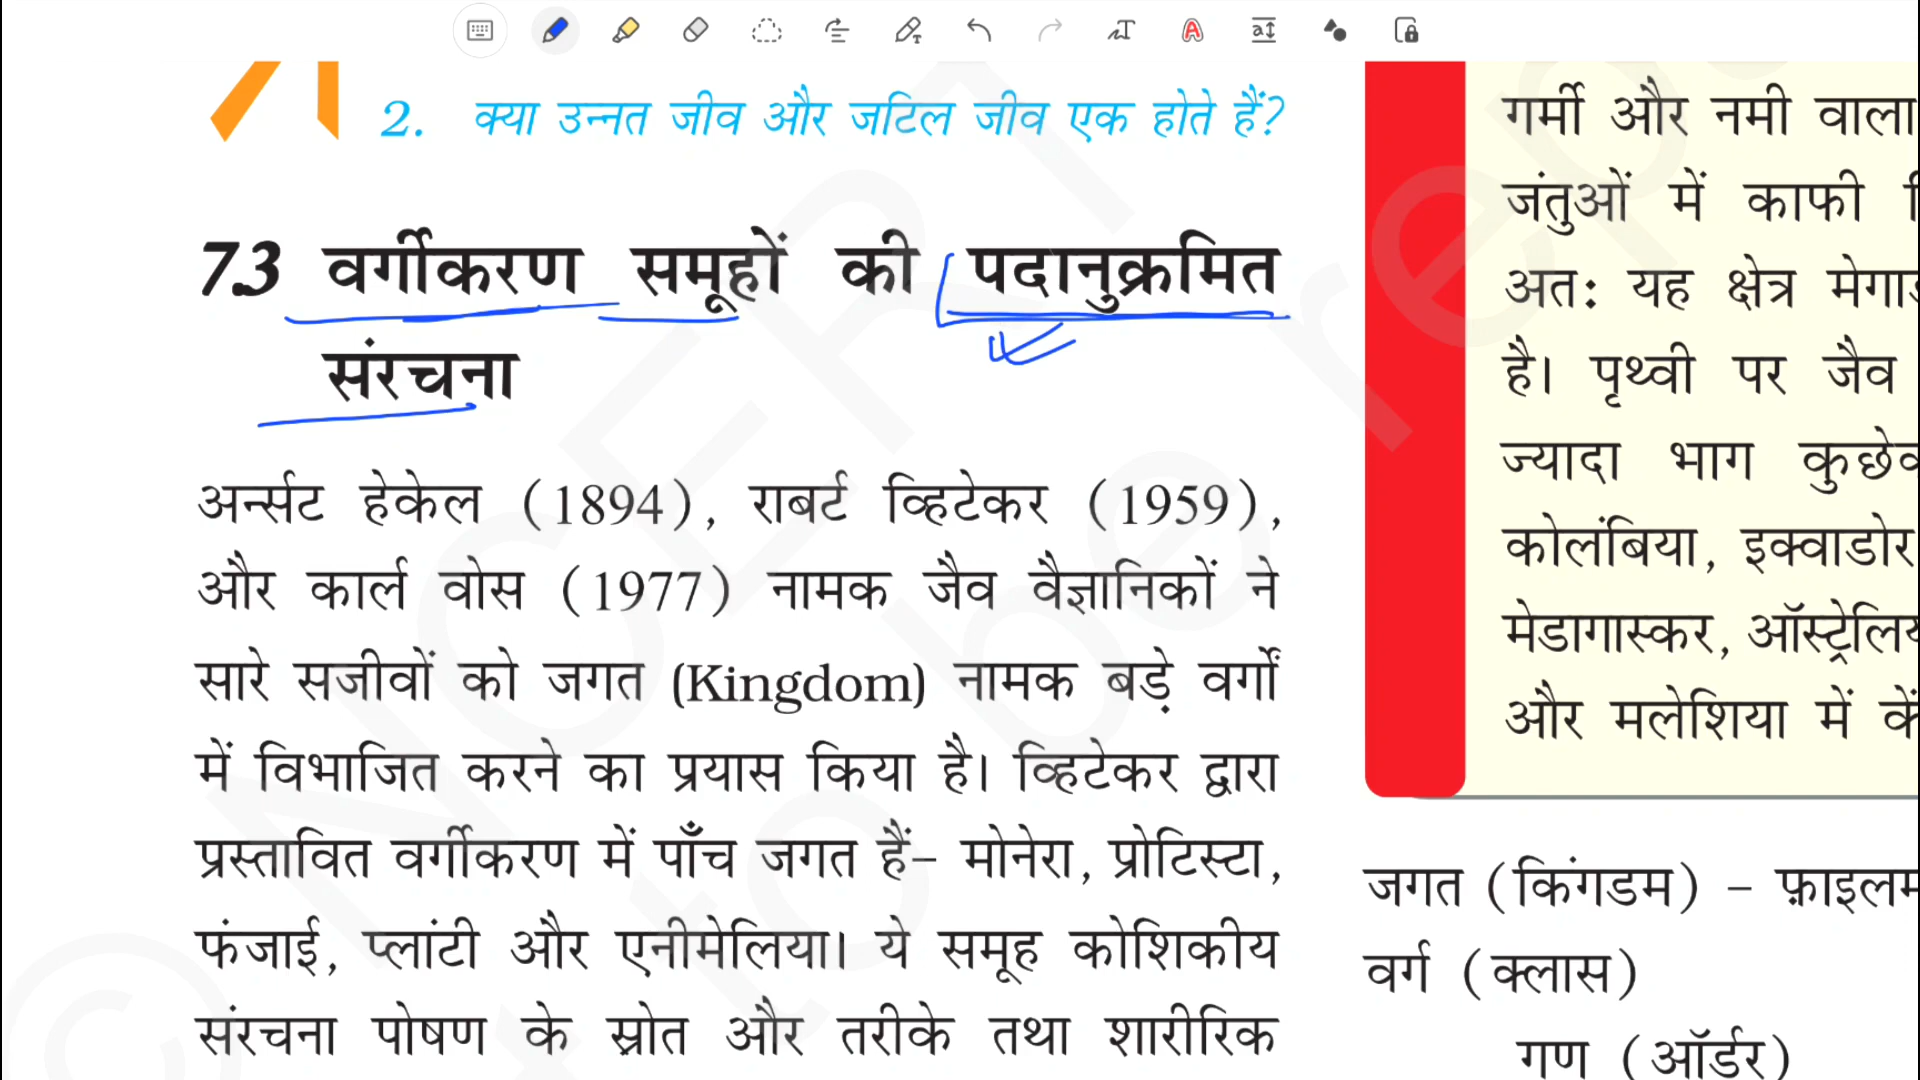 2. क्या उन्नत जीव और जटिल जीव एक होते हैं?
7.3 वर्गीकरण समूहों की पदानुक्रमित
संरचना
अर्न्सट हेकेल (1894), राबर्ट व्हिटेकर (1959),
और कार्ल वोस (1977) नामक जैव वैज्ञानिकों ने
सारे सजीवों को जगत (Kingdom) नामक बड़े वर्गों
में विभाजित करने का प्रयास किया है। व्हिटेकर द्वारा
प्रस्तावित वर्गीकरण में पाँच जगत हैं– मोनेरा, प्रोटिस्टा,
फंजाई, प्लांटी और एनीमेलिया। ये समूह कोशिकीय
संरचना पोषण के स्रोत और तरीके तथा शारीरिक
गर्मी और नमी वाला
जंतुओं में काफी
अतः यह क्षेत्र
है। पृथ्वी पर जैव
ज्यादा भाग
कोलंबिया, इक्वाडोर
मेडागास्कर,
और मलेशिया में
जगत (किंगडम) – फ़ाइलम
वर्ग (क्लास)
गण (ऑर्डर)